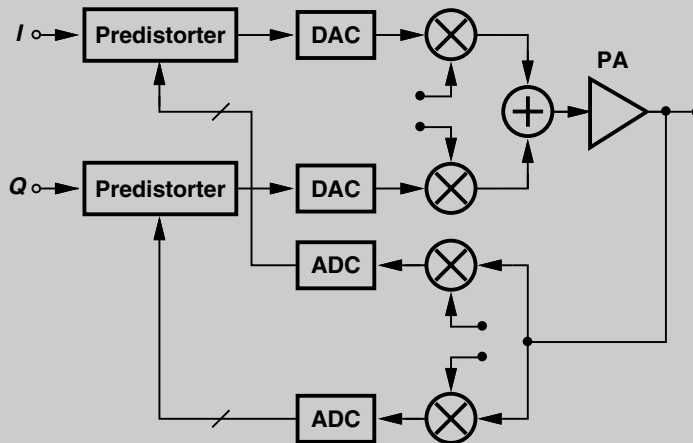 I
Predistorter
DAC
PA
Q
Predistorter
DAC
ADC
ADC